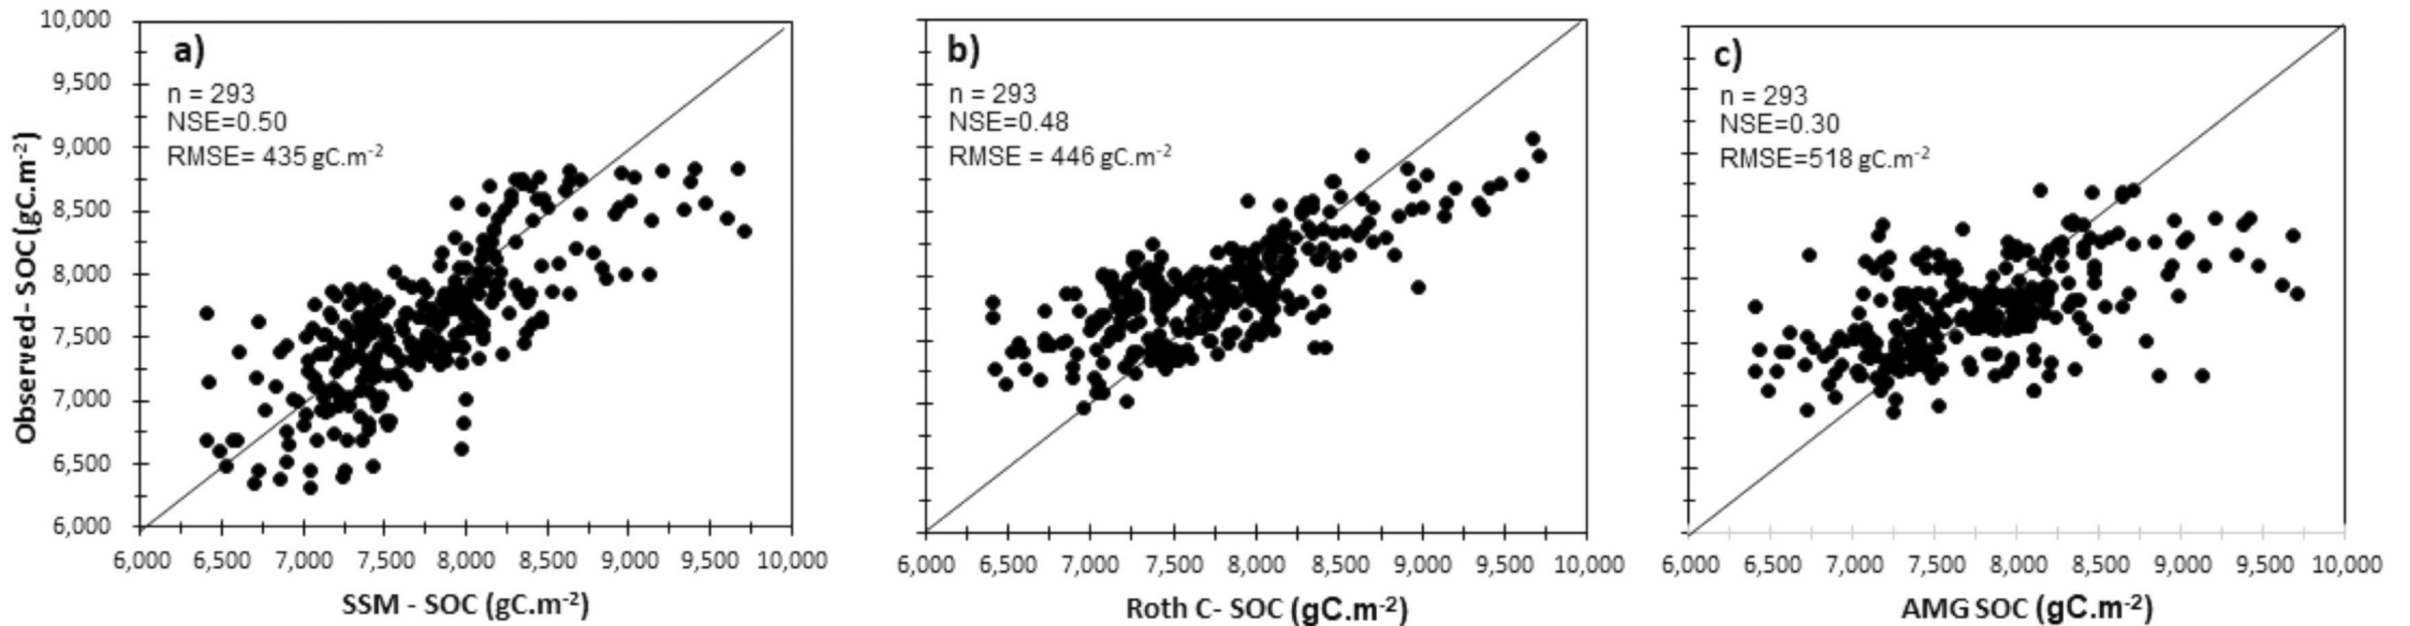 a)
n = 293
NSE=0.50
RMSE= 435 gC.m-2
10,000
9,500
9,000
8,500
8,000
7,500
7,000
6,500
6,000
Observed- SOC(gC.m-2)
6,000 6,500 7,000 7,500 8,000 8,500 9,000 9,500 10,000
SSM - SOC (gC.m-2)
b)
n = 293
NSE=0.48
RMSE = 446 gC.m-2
6,000 6,500 7,000 7,500 8,000 8,500 9,000 9,500 10,000
Roth C- SOC (gC.m-2)
c)
n = 293
NSE=0.30
RMSE=518 gC.m-2
6,000 6,500 7,000 7,500 8,000 8,500 9,000 9,500 10,000
AMG SOC (gC.m-2)